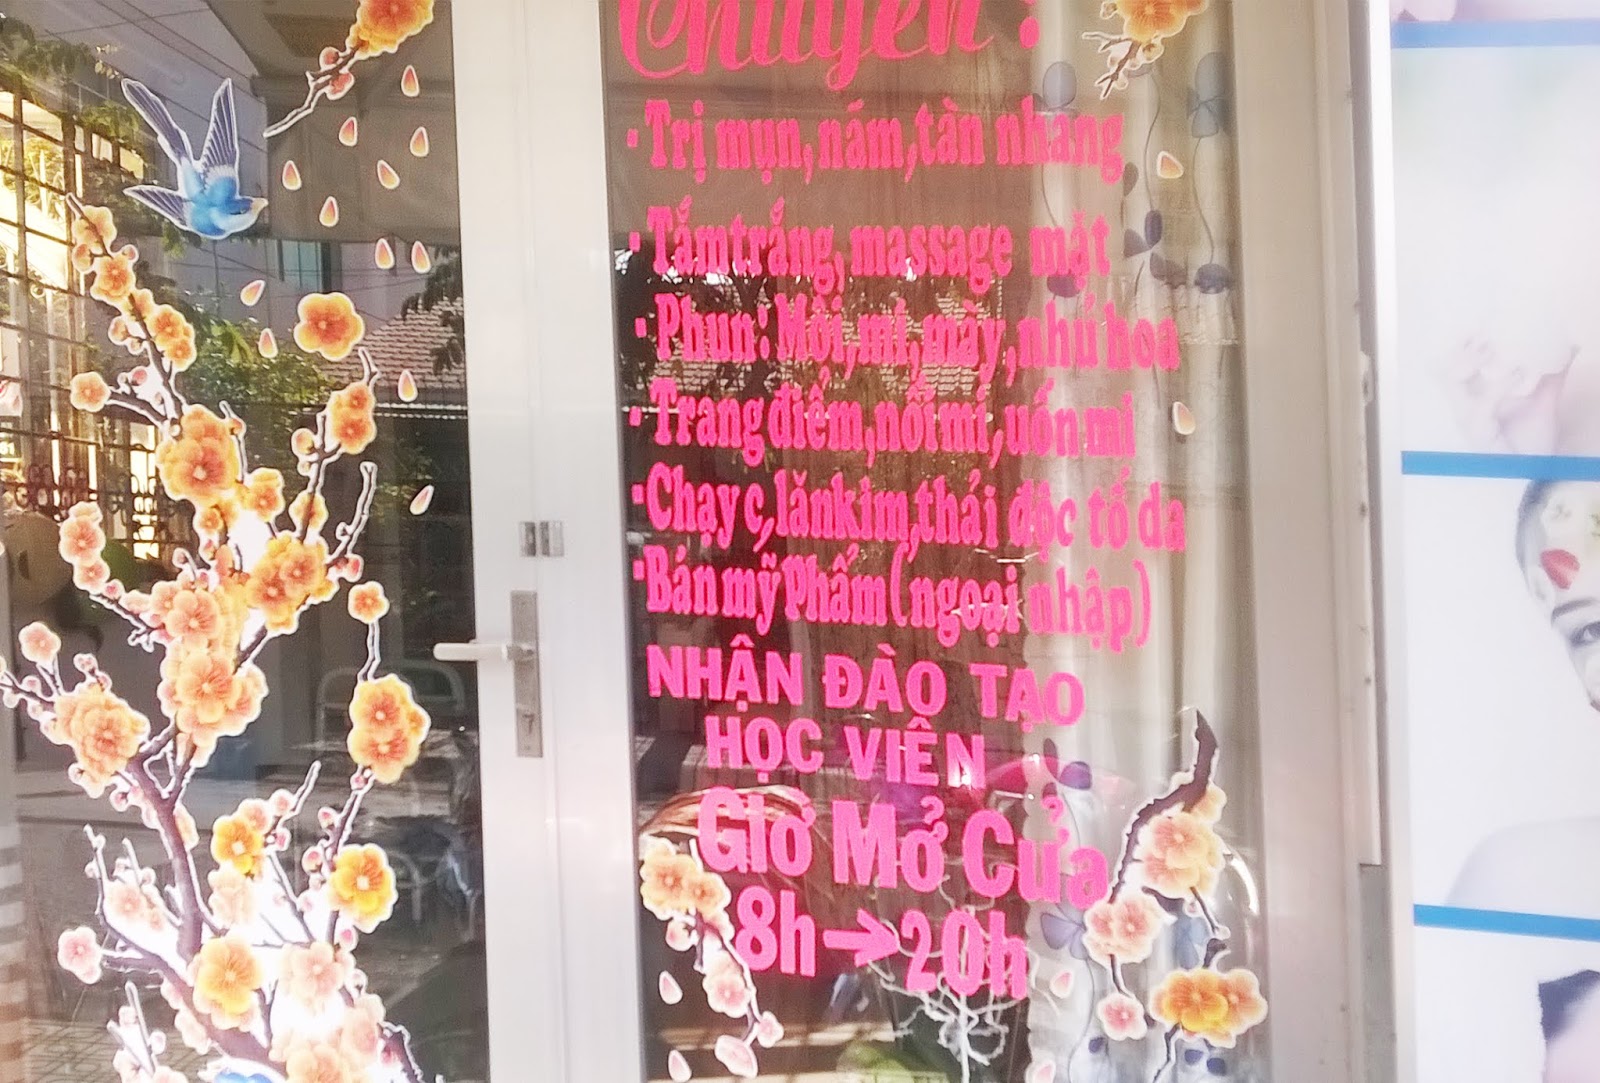 Chuyên :
- Trị mụn, nám, tàn nhang
- Tắm trắng, massage mặt
- Phun: Môi, mí, mày, nhũ hoa
- Trang điểm, nối mi, uốn mi
- Chạy c, lăn kim, thải độc tố da
- Bán mỹ Phẩm ( ngoại nhập)
NHẬN ĐÀO TẠO
HỌC VIÊN
Giờ Mở Cửa
8h → 20h